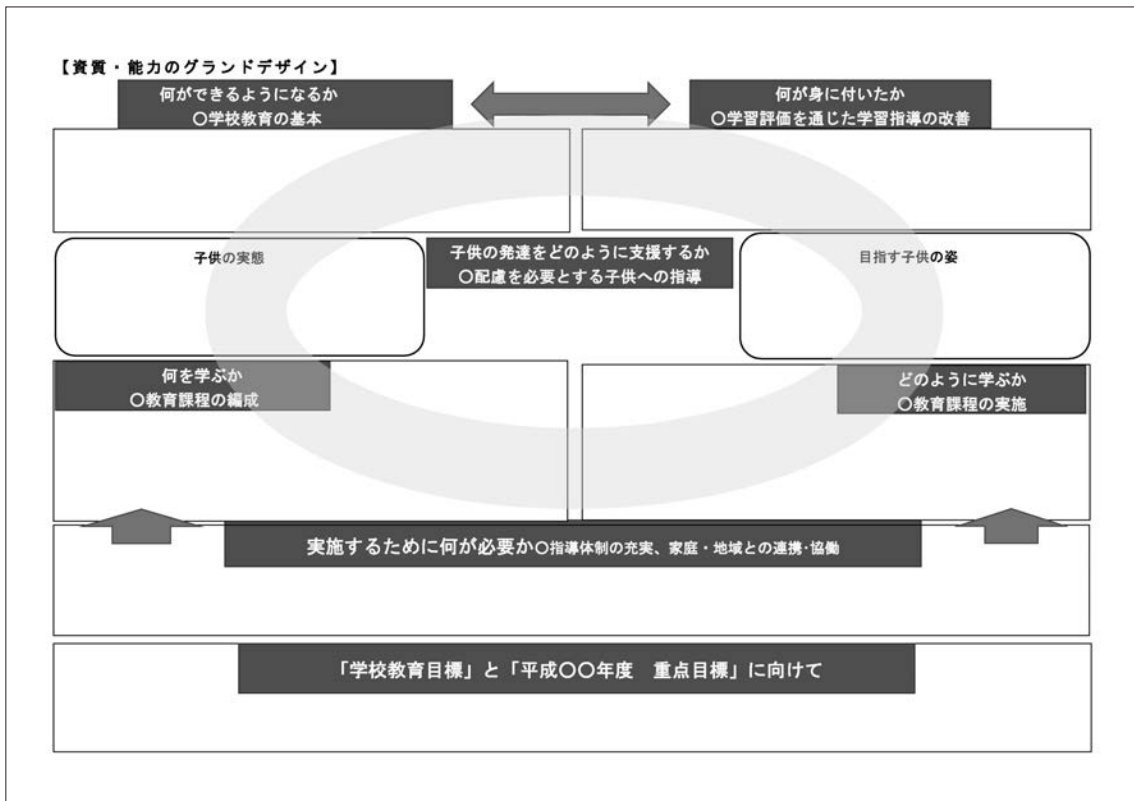 【資質・能力のグランドデザイン】
何ができるようになるか
〇学校教育の基本
何が身に付いたか
〇学習評価を通じた学習指導の改善
子供の実態
子供の発達をどのように支援するか
〇配慮を必要とする子供への指導
目指す子供の姿
何を学ぶか
〇教育課程の編成
どのように学ぶか
〇教育課程の実施
実施するために何が必要か〇指導体制の充実、家庭・地域との連携・協働
「学校教育目標」と「平成〇〇年度　重点目標」に向けて